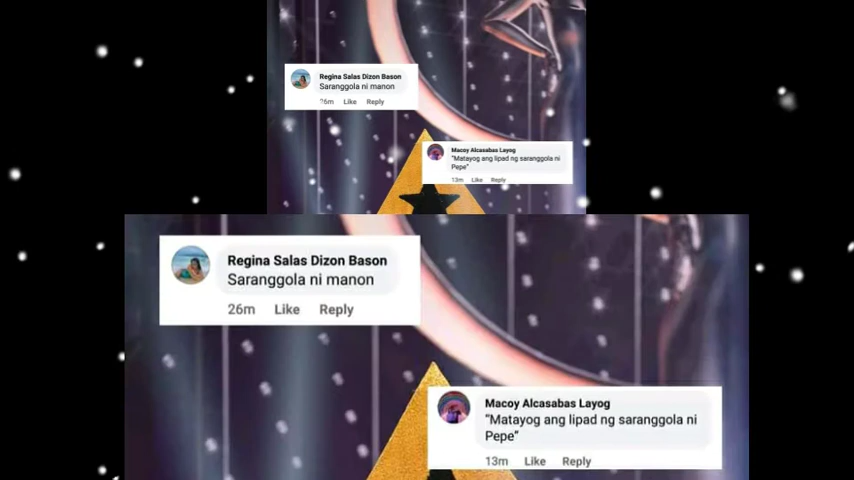 Regina Salas Dizon Bason
Saranggola ni manon
26m Like Reply
Macoy Alcasabas Layog
"Matayog ang lipad ng saranggola ni
Pepe"
13m Like Reply
Regina Salas Dizon Bason
Saranggola ni manon
26m Like Reply
Macoy Alcasabas Layog
“Matayog ang lipad ng saranggola ni
Pepe”
13m Like Reply